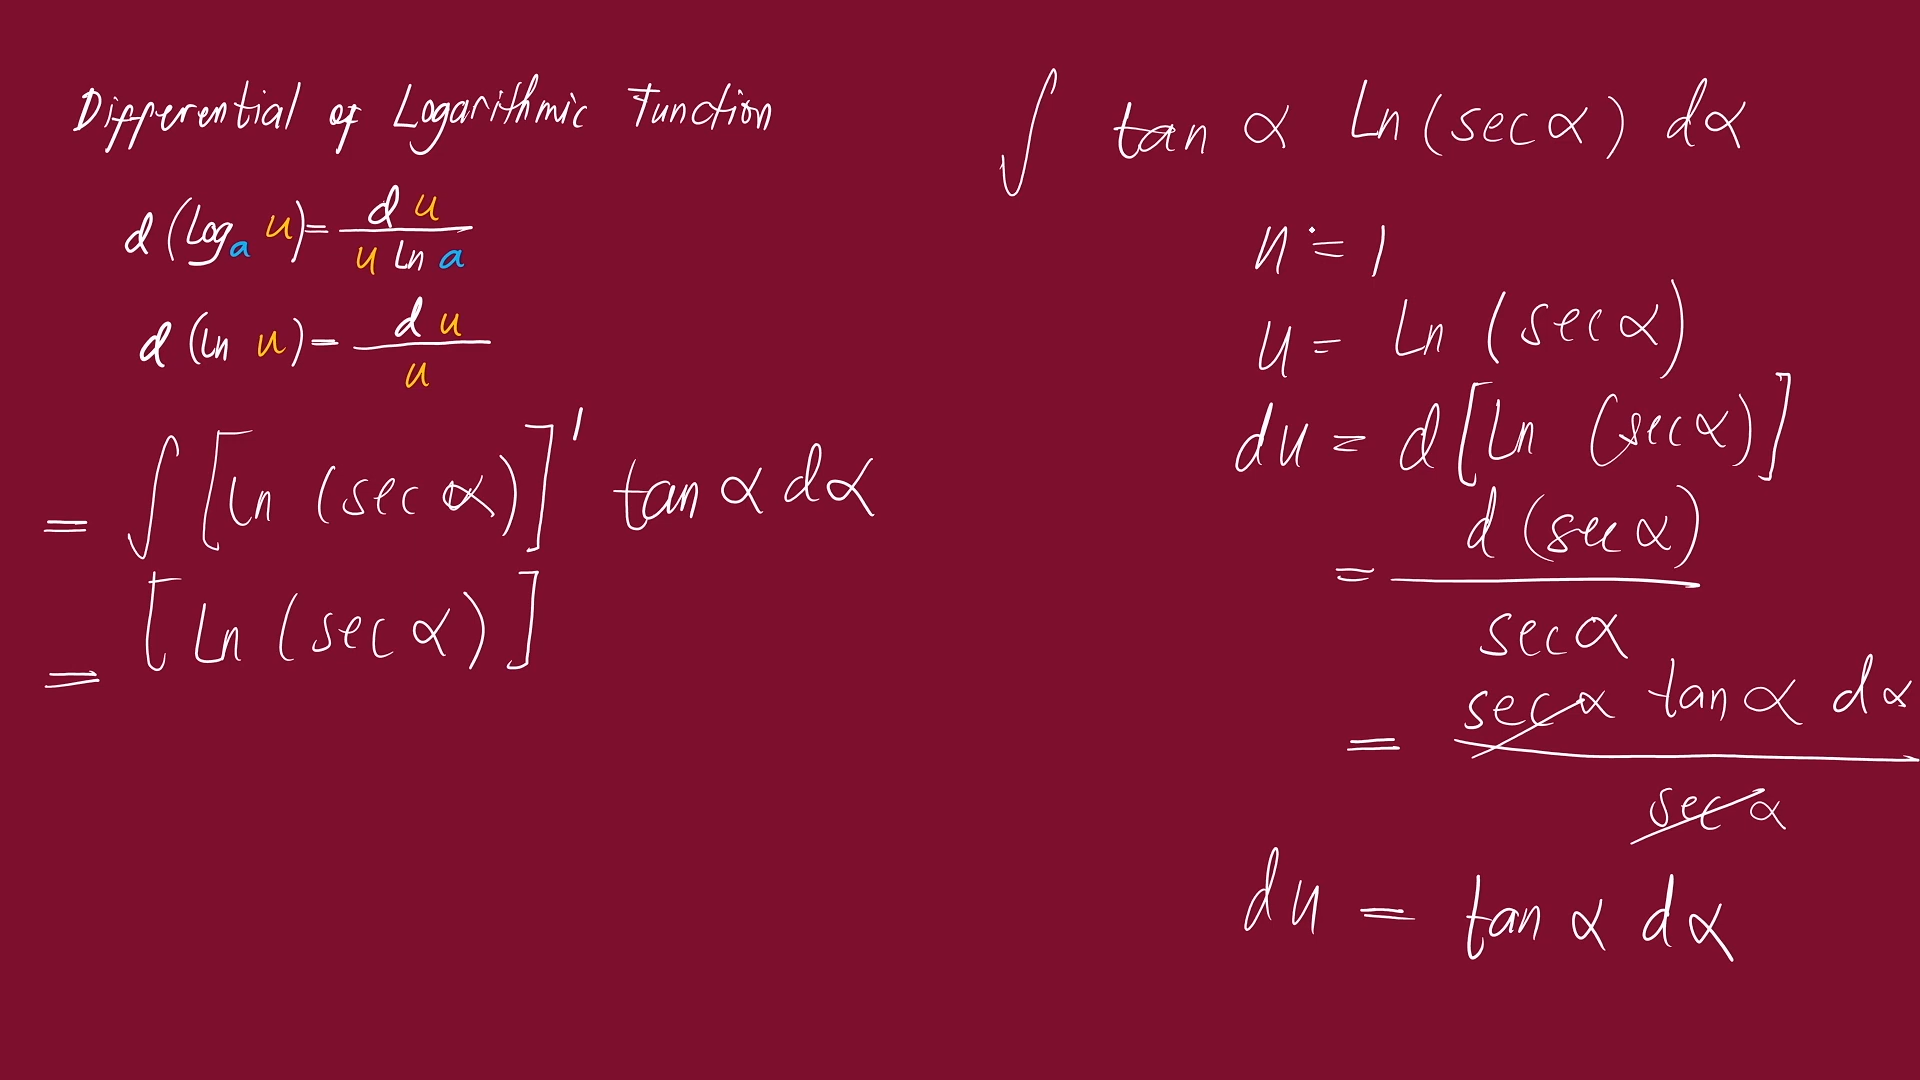 Differential of Logarithmic Function
d (log_a u) = du / u ln a
d (ln u) = du / u
= ∫ [ln (sec α)]' tan α dα
= [Ln (sec α)]
∫ tan α Ln (sec α) dα
n = 1
u = Ln (sec α)
du = d [Ln (sec α)]
= d (sec α) / sec α
= sec α tan α dα / sec α
du = tan α dα